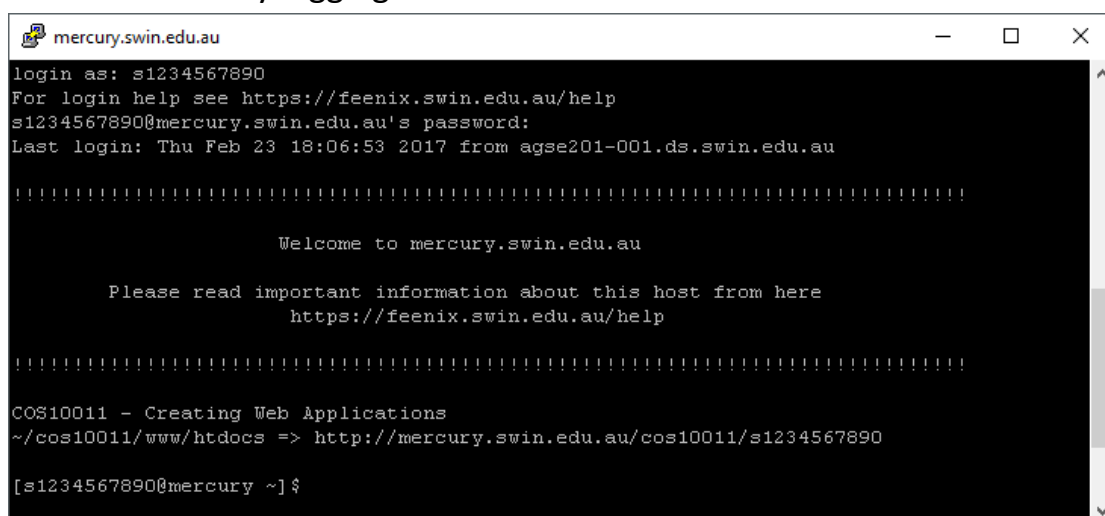 mercury.swin.edu.au
login as: s1234567890
For login help see https://feenix.swin.edu.au/help
s1234567890@mercury.swin.edu.au's password:
Last login: Thu Feb 23 18:06:53 2017 from agse201-001.ds.swin.edu.au
!!!!!!!!!!!!!!!!!!!!!!!!!!!!!!!!!!!!!!!!!!!!!!!!!!!!!!!!!!!!!!!!!!!!!!!!!!!!!!!
Welcome to mercury.swin.edu.au
Please read important information about this host from here
https://feenix.swin.edu.au/help
!!!!!!!!!!!!!!!!!!!!!!!!!!!!!!!!!!!!!!!!!!!!!!!!!!!!!!!!!!!!!!!!!!!!!!!!!!!!!!!
COS10011 - Creating Web Applications
~/cos10011/www/htdocs => http://mercury.swin.edu.au/cos10011/s1234567890
[s1234567890@mercury ~]$